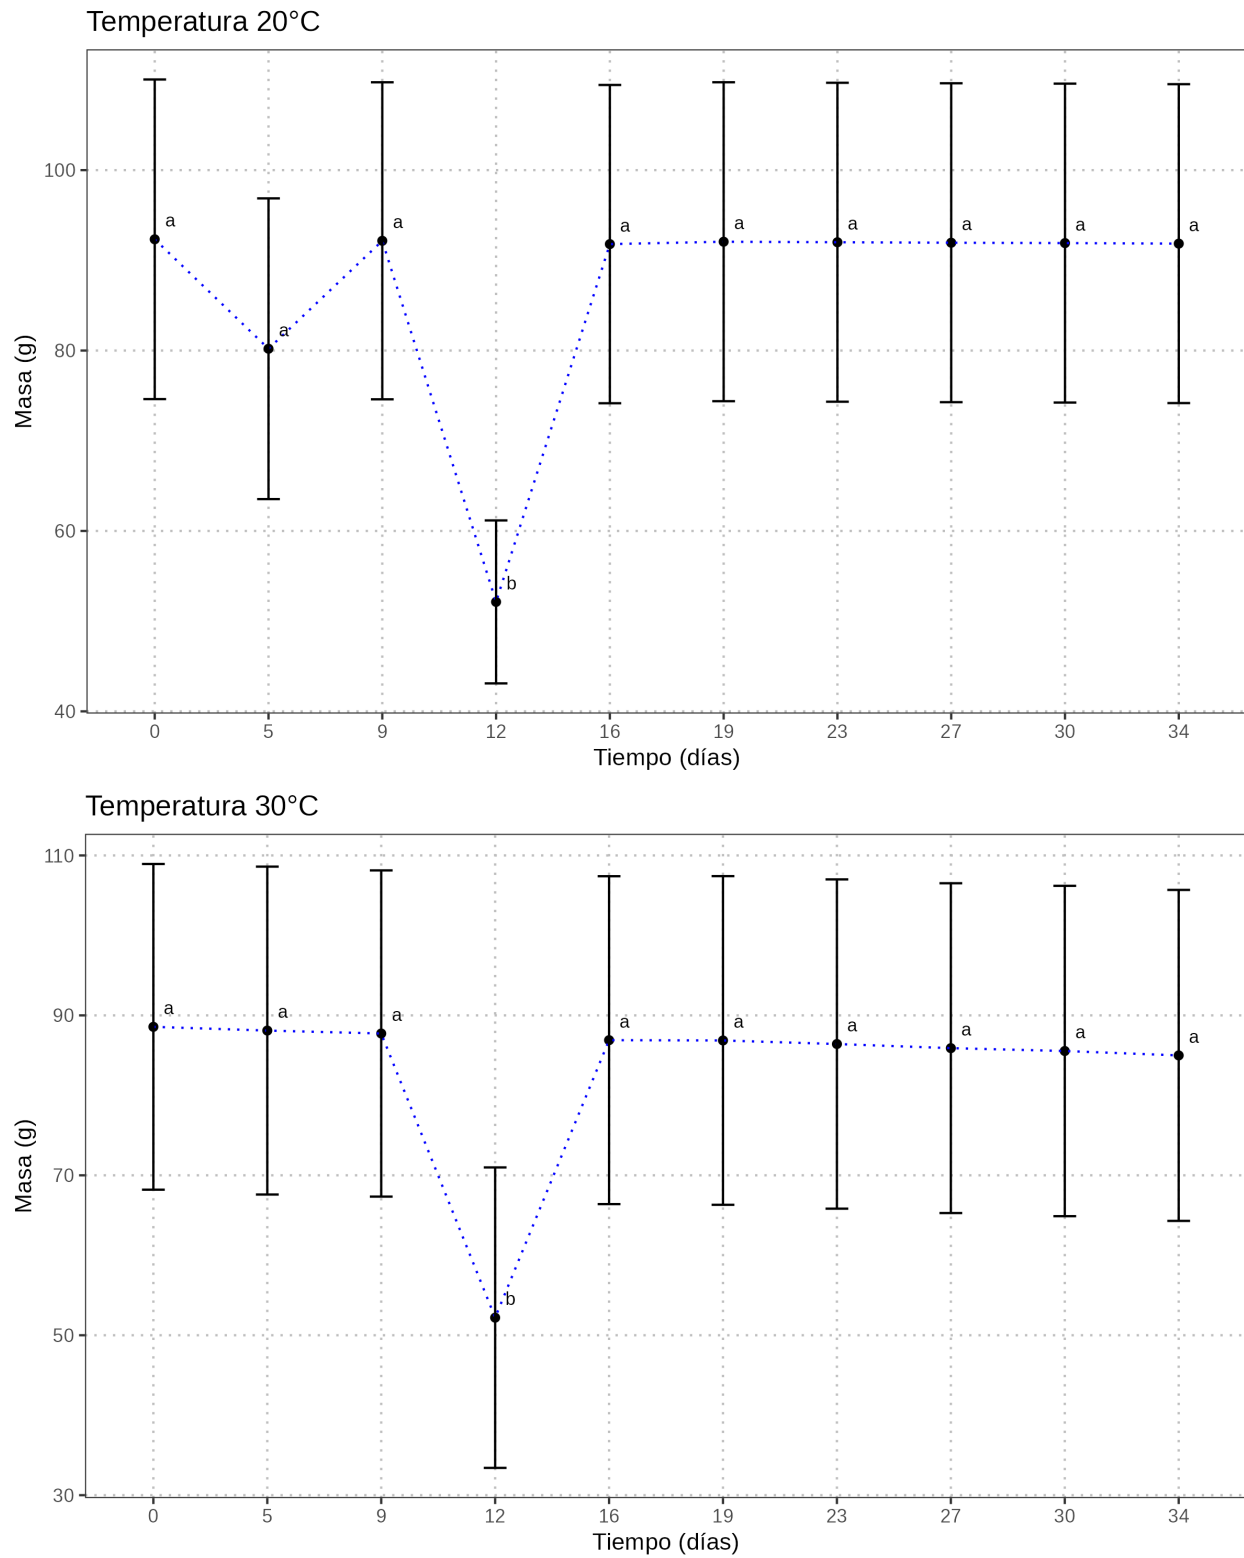 Temperatura 20°C
100
80
60
40
Masa (g)
a a a b a a a a a a
0 5 9 12 16 19 23 27 30 34
Tiempo (días)
Temperatura 30°C
110
90
70
50
30
Masa (g)
a a a b a a a a a a
0 5 9 12 16 19 23 27 30 34
Tiempo (días)